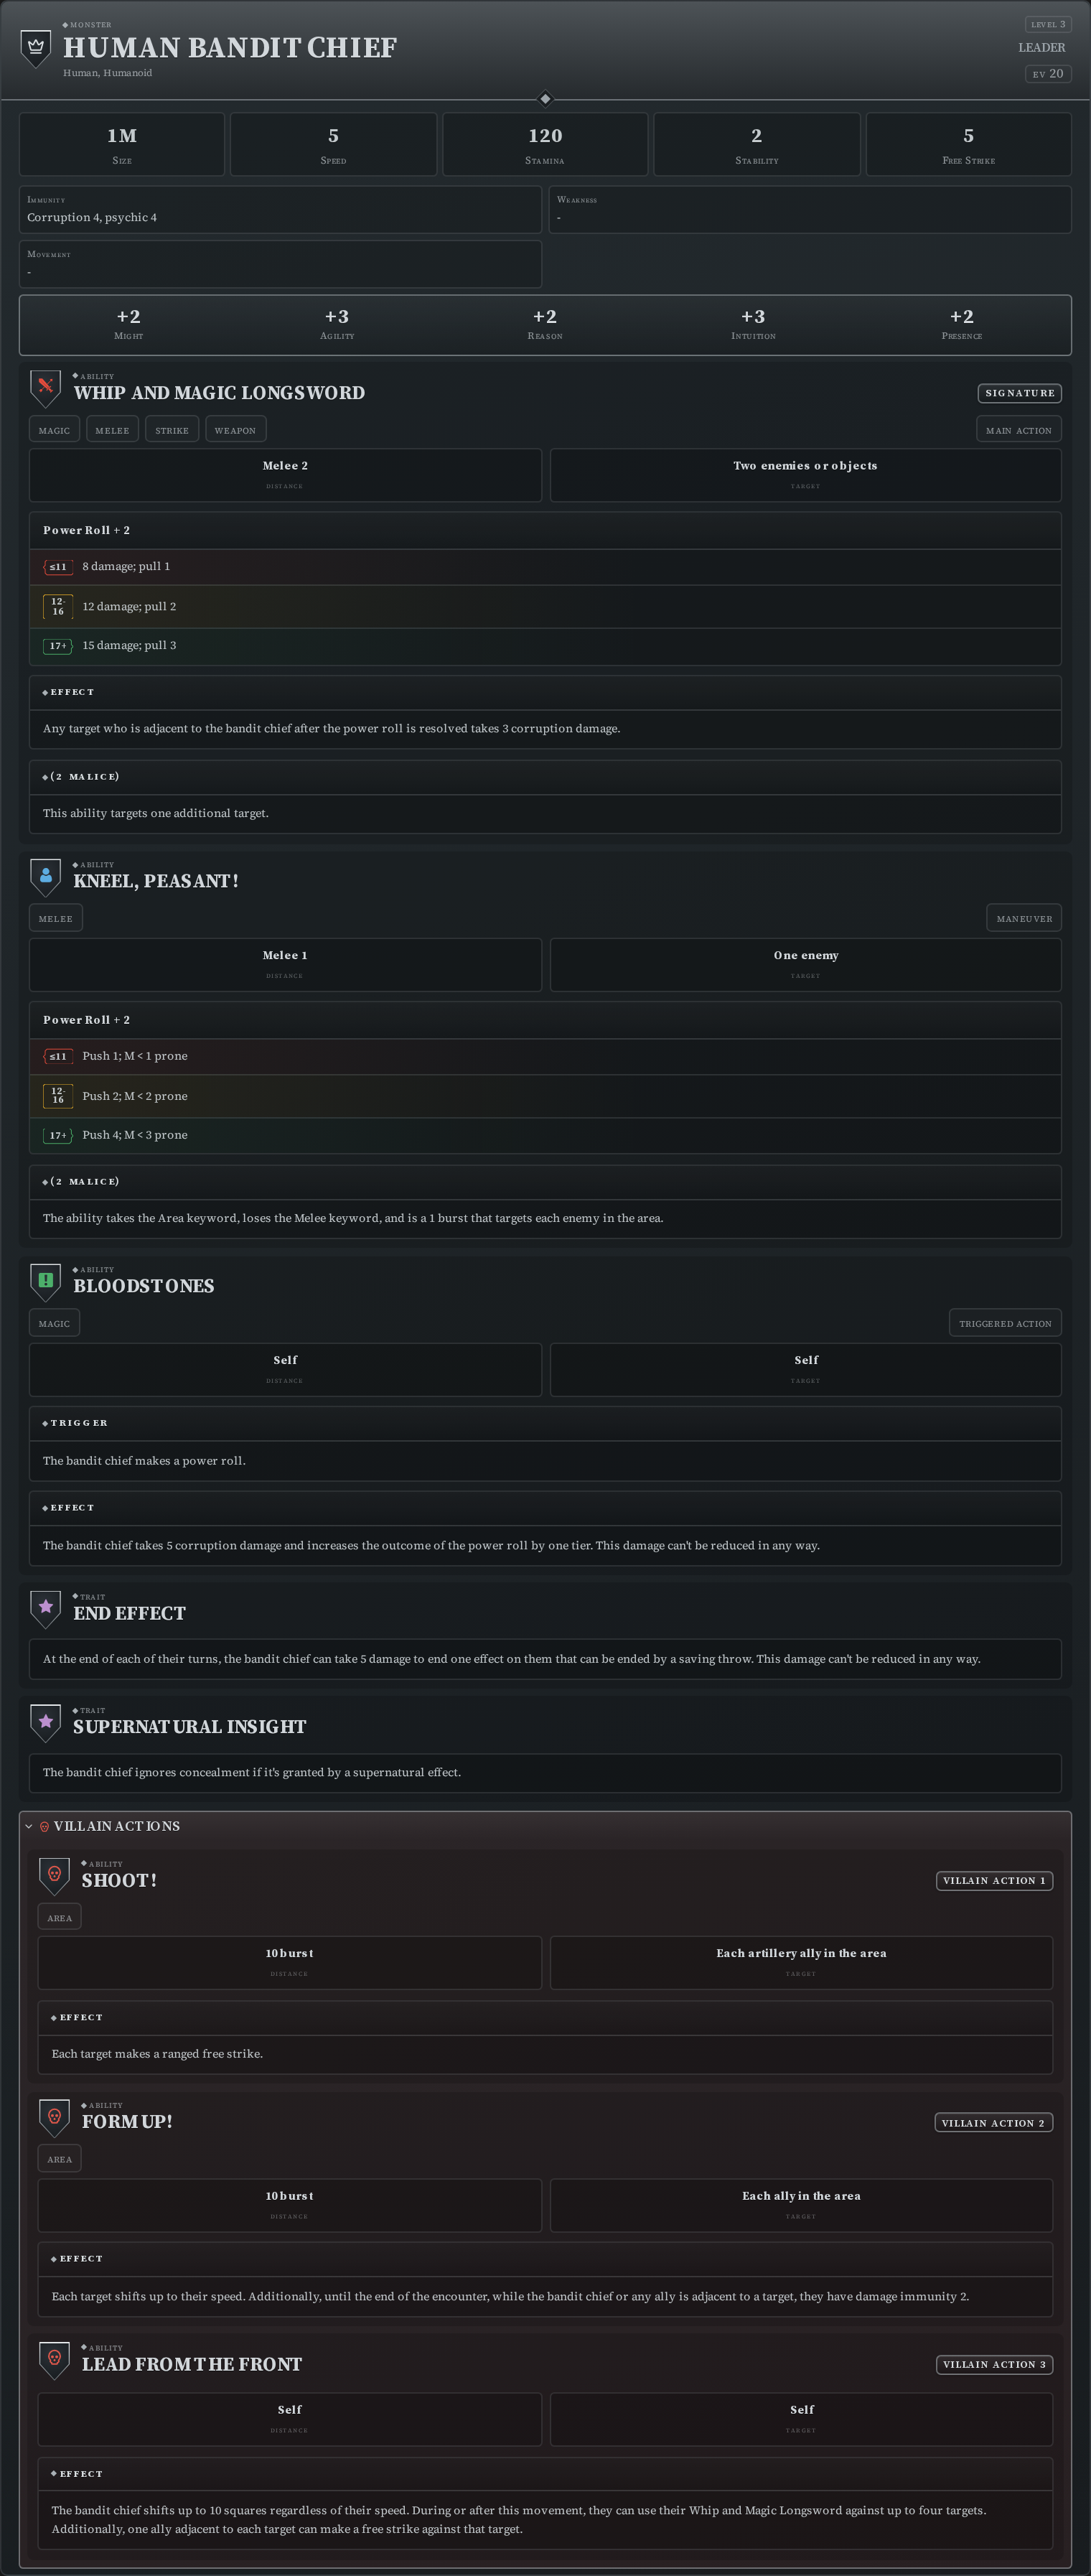 MONSTER
HUMAN BANDIT CHIEF
Human, Humanoid
LEVEL 3
LEADER
EV 20
1M
Size
5
Speed
120
Stamina
2
Stability
5
Free Strike
Immunity
Corruption 4, psychic 4
Weakness
-
Movement
-
+2
Might
+3
Agility
+2
Reason
+3
Intuition
+2
Presence
ABILITY
WHIP AND MAGIC LONGSWORD
SIGNATURE
MAGIC
MELEE
STRIKE
WEAPON
MAIN ACTION
Melee 2
DISTANCE
Two enemies or objects
TARGET
Power Roll + 2
≤11 8 damage; pull 1
12-
16
12 damage; pull 2
17+ 15 damage; pull 3
EFFECT
Any target who is adjacent to the bandit chief after the power roll is resolved takes 3 corruption damage.
(2 MALICE)
This ability targets one additional target.
ABILITY
KNEEL, PEASANT!
MELEE
MANEUVER
Melee 1
DISTANCE
One enemy
TARGET
Power Roll + 2
≤11 Push 1; M < 1 prone
12-
16
Push 2; M < 2 prone
17+ Push 4; M < 3 prone
(2 MALICE)
The ability takes the Area keyword, loses the Melee keyword, and is a 1 burst that targets each enemy in the area.
ABILITY
BLOODSTONES
MAGIC
TRIGGERED ACTION
Self
DISTANCE
Self
TARGET
TRIGGER
The bandit chief makes a power roll.
EFFECT
The bandit chief takes 5 corruption damage and increases the outcome of the power roll by one tier. This damage can't be reduced in any way.
TRAIT
END EFFECT
At the end of each of their turns, the bandit chief can take 5 damage to end one effect on them that can be ended by a saving throw. This damage can't be reduced in any way.
TRAIT
SUPERNATURAL INSIGHT
The bandit chief ignores concealment if it's granted by a supernatural effect.
VILLAIN ACTIONS
ABILITY
SHOOT!
VILLAIN ACTION 1
AREA
10 burst
DISTANCE
Each artillery ally in the area
TARGET
EFFECT
Each target makes a ranged free strike.
ABILITY
FORM UP!
VILLAIN ACTION 2
AREA
10 burst
DISTANCE
Each ally in the area
TARGET
EFFECT
Each target shifts up to their speed. Additionally, until the end of the encounter, while the bandit chief or any ally is adjacent to a target, they have damage immunity 2.
ABILITY
LEAD FROM THE FRONT
VILLAIN ACTION 3
Self
DISTANCE
Self
TARGET
EFFECT
The bandit chief shifts up to 10 squares regardless of their speed. During or after this movement, they can use their Whip and Magic Longsword against up to four targets.
Additionally, one ally adjacent to each target can make a free strike against that target.